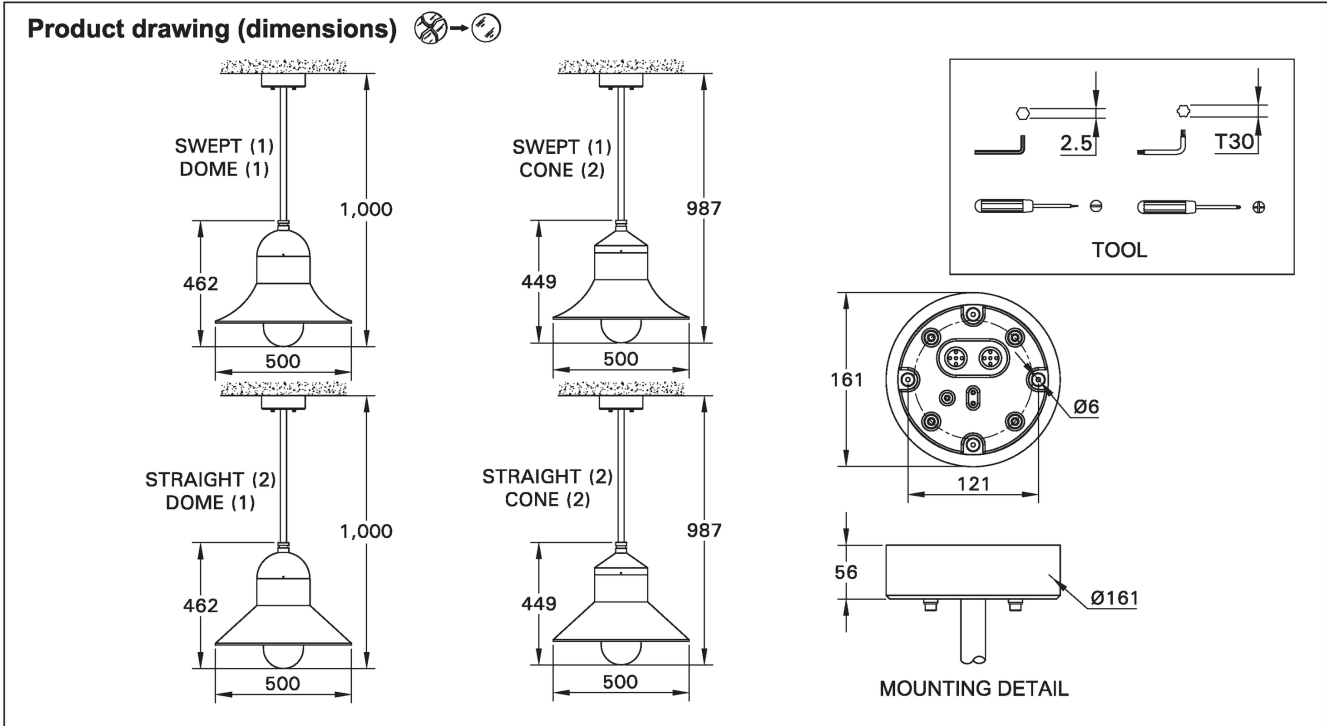 Product drawing (dimensions)
SWEPT (1)
DOME (1)
1,000
462
500
SWEPT (1)
CONE (2)
987
449
500
STRAIGHT (2)
DOME (1)
1,000
462
500
STRAIGHT (2)
CONE (2)
987
449
500
2.5
T30
TOOL
161
Ø6
121
56
Ø161
MOUNTING DETAIL